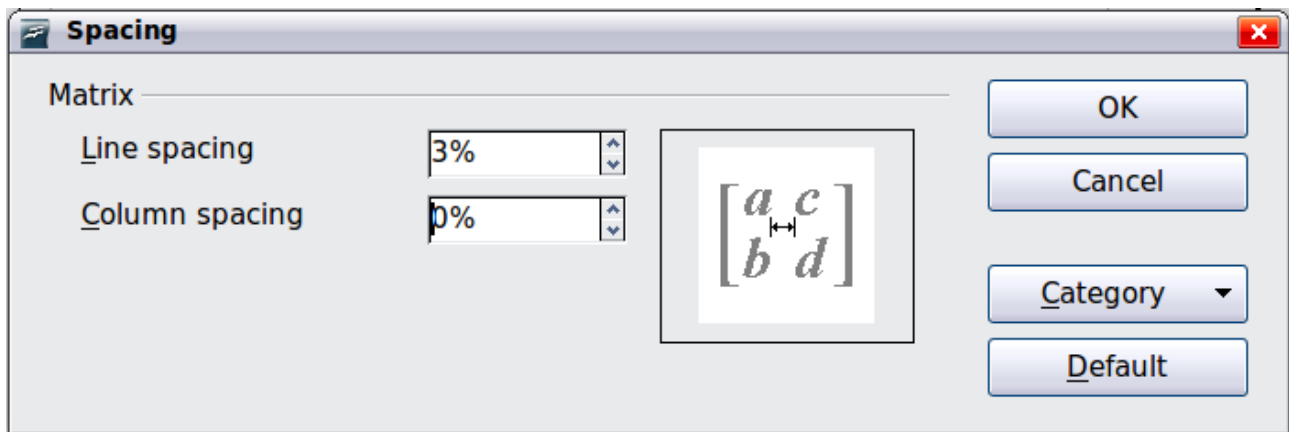 Spacing
Matrix
Line spacing 3%
Column spacing 0%
a c
b d
OK
Cancel
Category
Default